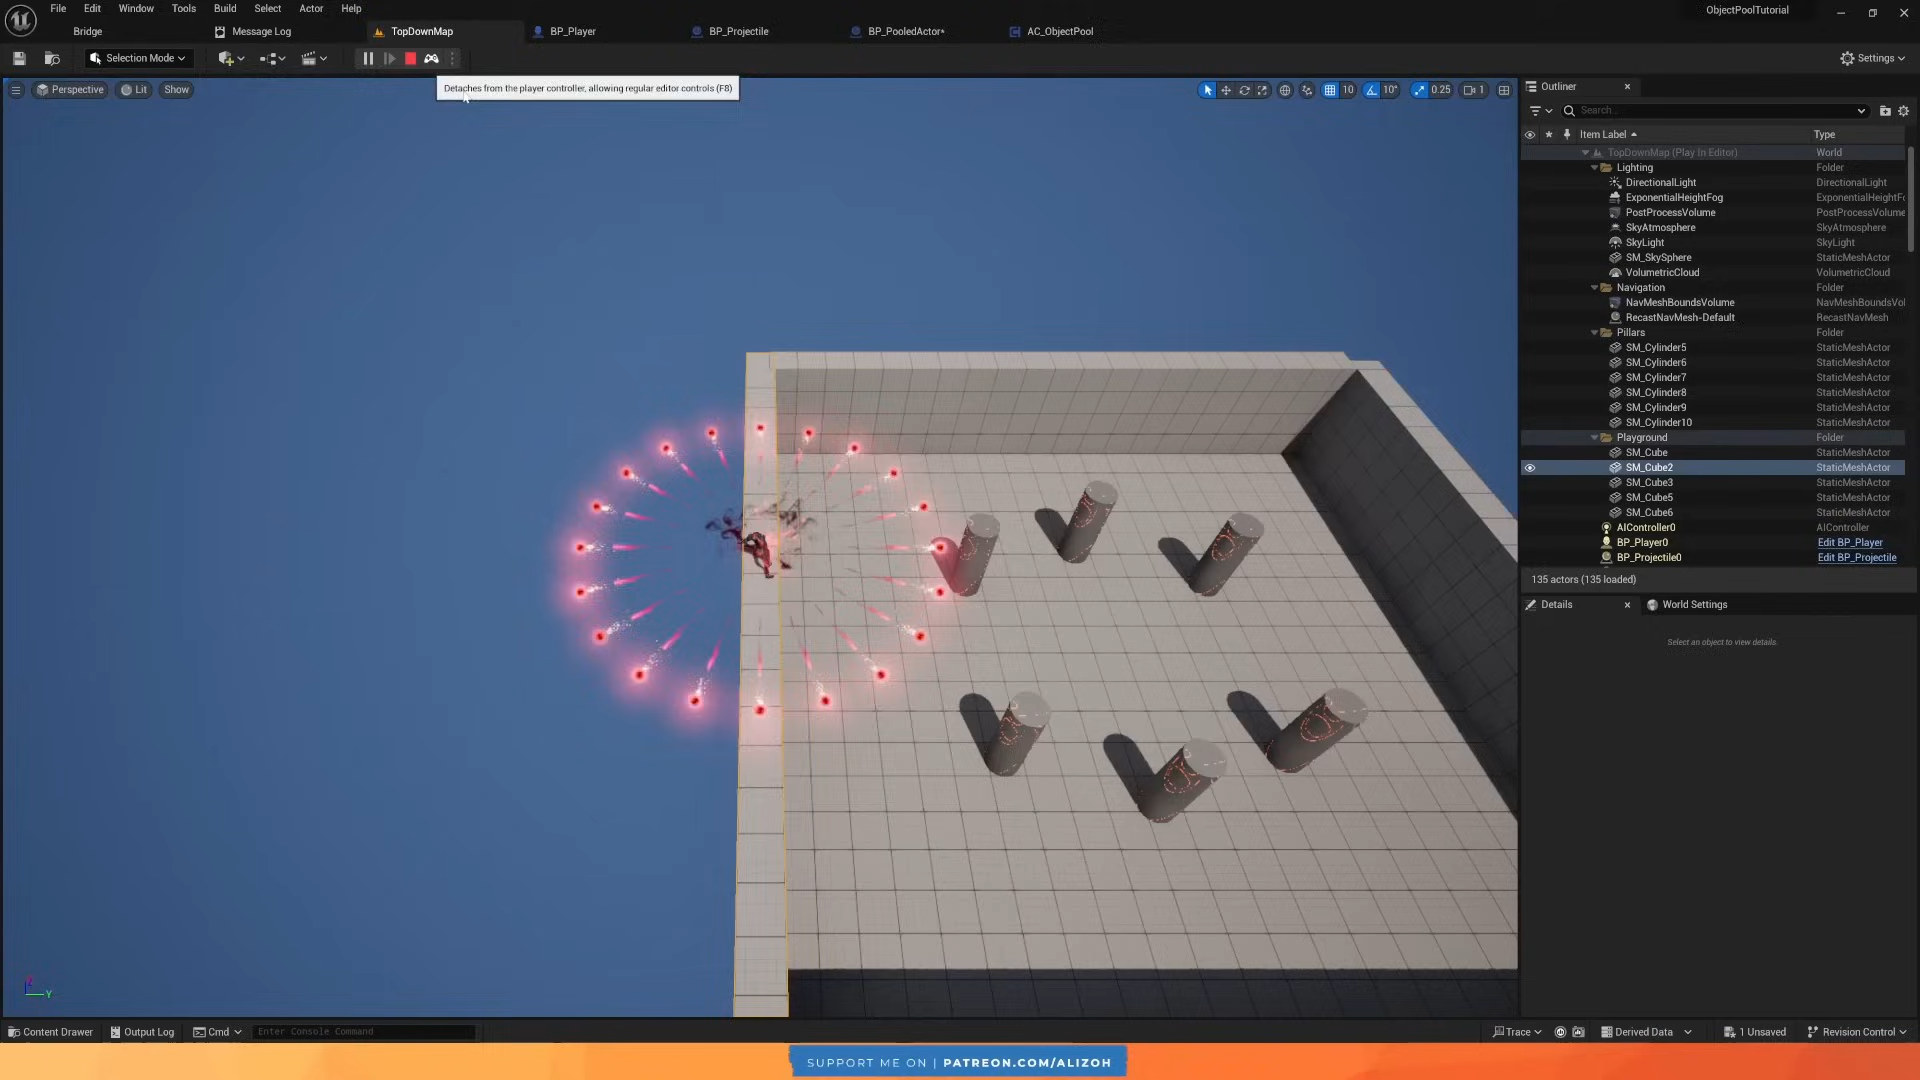 File Edit Window Tools Build Select Actor Help
ObjectPoolTutorial
Bridge
Message Log
TopDownMap
BP_Player
BP_Projectile
BP_PooledActor*
AC_ObjectPool
Selection Mode
Settings
Detaches from the player controller, allowing regular editor controls (F8)
Perspective Lit Show
10 10° 0.25 1
Outliner
Search...
Item Label Type
TopDownMap (Play In Editor) World
Lighting Folder
DirectionalLight DirectionalLight
ExponentialHeightFog ExponentialHeightFo
PostProcessVolume PostProcessVolume
SkyAtmosphere SkyAtmosphere
SkyLight SkyLight
SM_SkySphere StaticMeshActor
VolumetricCloud VolumetricCloud
Navigation Folder
NavMeshBoundsVolume NavMeshBoundsVol
RecastNavMesh-Default RecastNavMesh
Pillars Folder
SM_Cylinder5 StaticMeshActor
SM_Cylinder6 StaticMeshActor
SM_Cylinder7 StaticMeshActor
SM_Cylinder8 StaticMeshActor
SM_Cylinder9 StaticMeshActor
SM_Cylinder10 StaticMeshActor
Playground Folder
SM_Cube StaticMeshActor
SM_Cube2 StaticMeshActor
SM_Cube3 StaticMeshActor
SM_Cube5 StaticMeshActor
SM_Cube6 StaticMeshActor
AIController0 AIController
BP_Player0 Edit BP_Player
BP_Projectile0 Edit BP_Projectile
135 actors (135 loaded)
Details
World Settings
Select an object to view details.
Z
Y
Content Drawer Output Log Cmd Enter Console Command
Trace Derived Data 1 Unsaved Revision Control
SUPPORT ME ON | PATREON.COM/ALIZOH